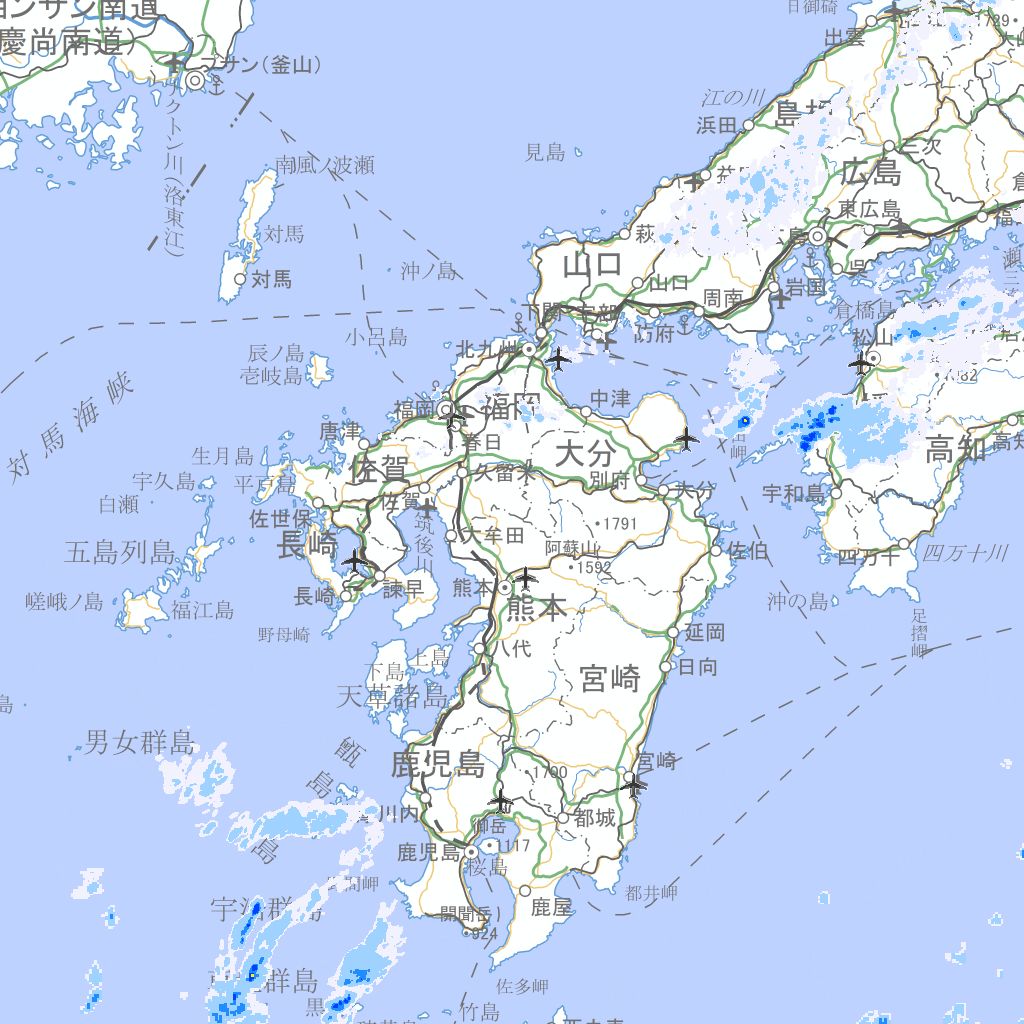 慶尚南道）
日御碕
1739
出雲
プサン（釜山）
江の川
浜田
ナクトン川（洛東江）
見島
三次
南風ノ波瀬
広島
東広島
対馬
萩
沖ノ島
対馬
山口
山口
呉
岩国
周南
下関
防府
倉橋島
小呂島
松山
北九州
辰ノ島
壱岐島
対馬海峡
福岡
福岡
中津
唐津
春日
大分
高知
生月島
佐賀
久留米
別府
宇久島
平戸島
佐賀
大分
宇和島
白瀬
佐世保
筑後川
1791
大牟田
長崎
五島列島
阿蘇山
佐伯
四万十
四万十川
1592
熊本
諫早
長崎
嵯峨ノ島
福江島
熊本
沖の島
足摺岬
野母崎
延岡
八代
上島
下島
日向
宮崎
天草諸島
男女群島
甑島
鹿児島
宮崎
1700
川内
御岳
都城
鹿児島
1117
桜島
都井岬
開聞岳
924
鹿屋
佐多岬
竹島